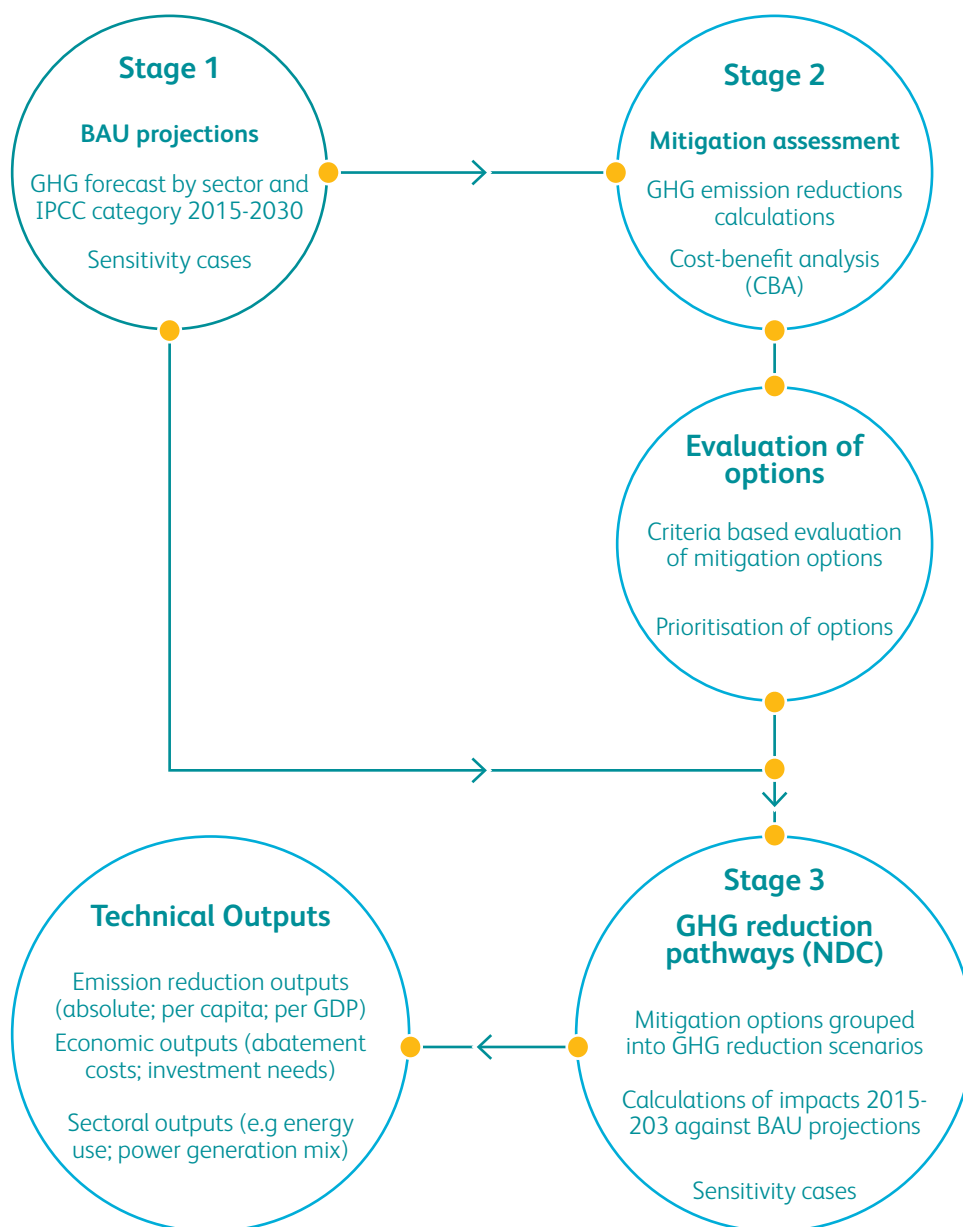 Stage 1
BAU projections
GHG forecast by sector and
IPCC category 2015-2030
Sensitivity cases
Stage 2
Mitigation assessment
GHG emission reductions
calculations
Cost-benefit analysis
(CBA)
Evaluation of
options
Criteria based evaluation
of mitigation options
Prioritisation of options
Stage 3
GHG reduction
pathways (NDC)
Mitigation options grouped
into GHG reduction scenarios
Calculations of impacts 2015-
203 against BAU projections
Sensitivity cases
Technical Outputs
Emission reduction outputs
(absolute; per capita; per GDP)
Economic outputs (abatement
costs; investment needs)
Sectoral outputs (e.g energy
use; power generation mix)